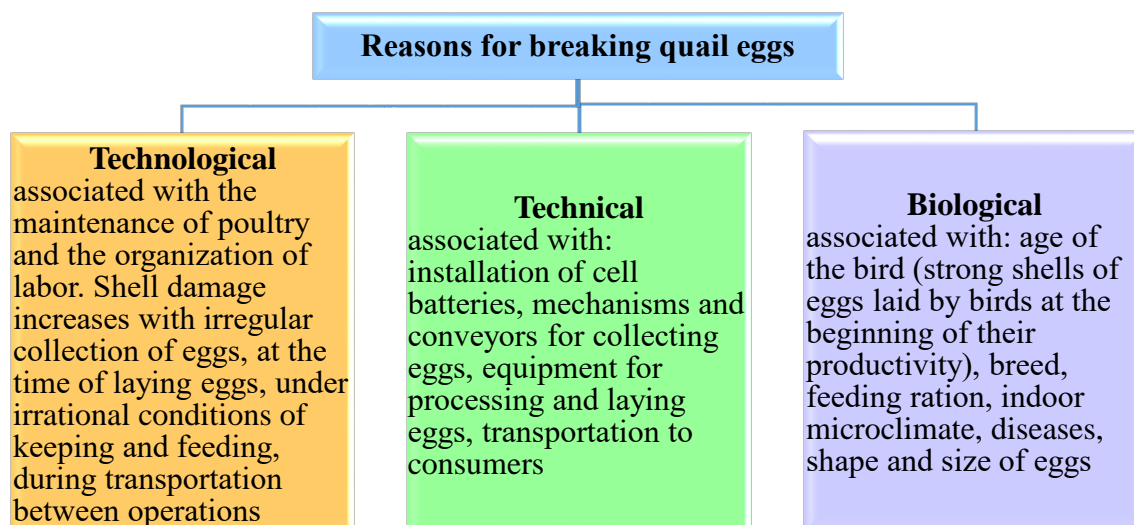 Reasons for breaking quail eggs
Technological
associated with the
maintenance of poultry
and the organization of
labor. Shell damage
increases with irregular
collection of eggs, at the
time of laying eggs, under
irrational conditions of
keeping and feeding,
during transportation
between operations
Technical
associated with:
installation of cell
batteries, mechanisms and
conveyors for collecting
eggs, equipment for
processing and laying
eggs, transportation to
consumers
Biological
associated with: age of
the bird (strong shells of
eggs laid by birds at the
beginning of their
productivity), breed,
feeding ration, indoor
microclimate, diseases,
shape and size of eggs